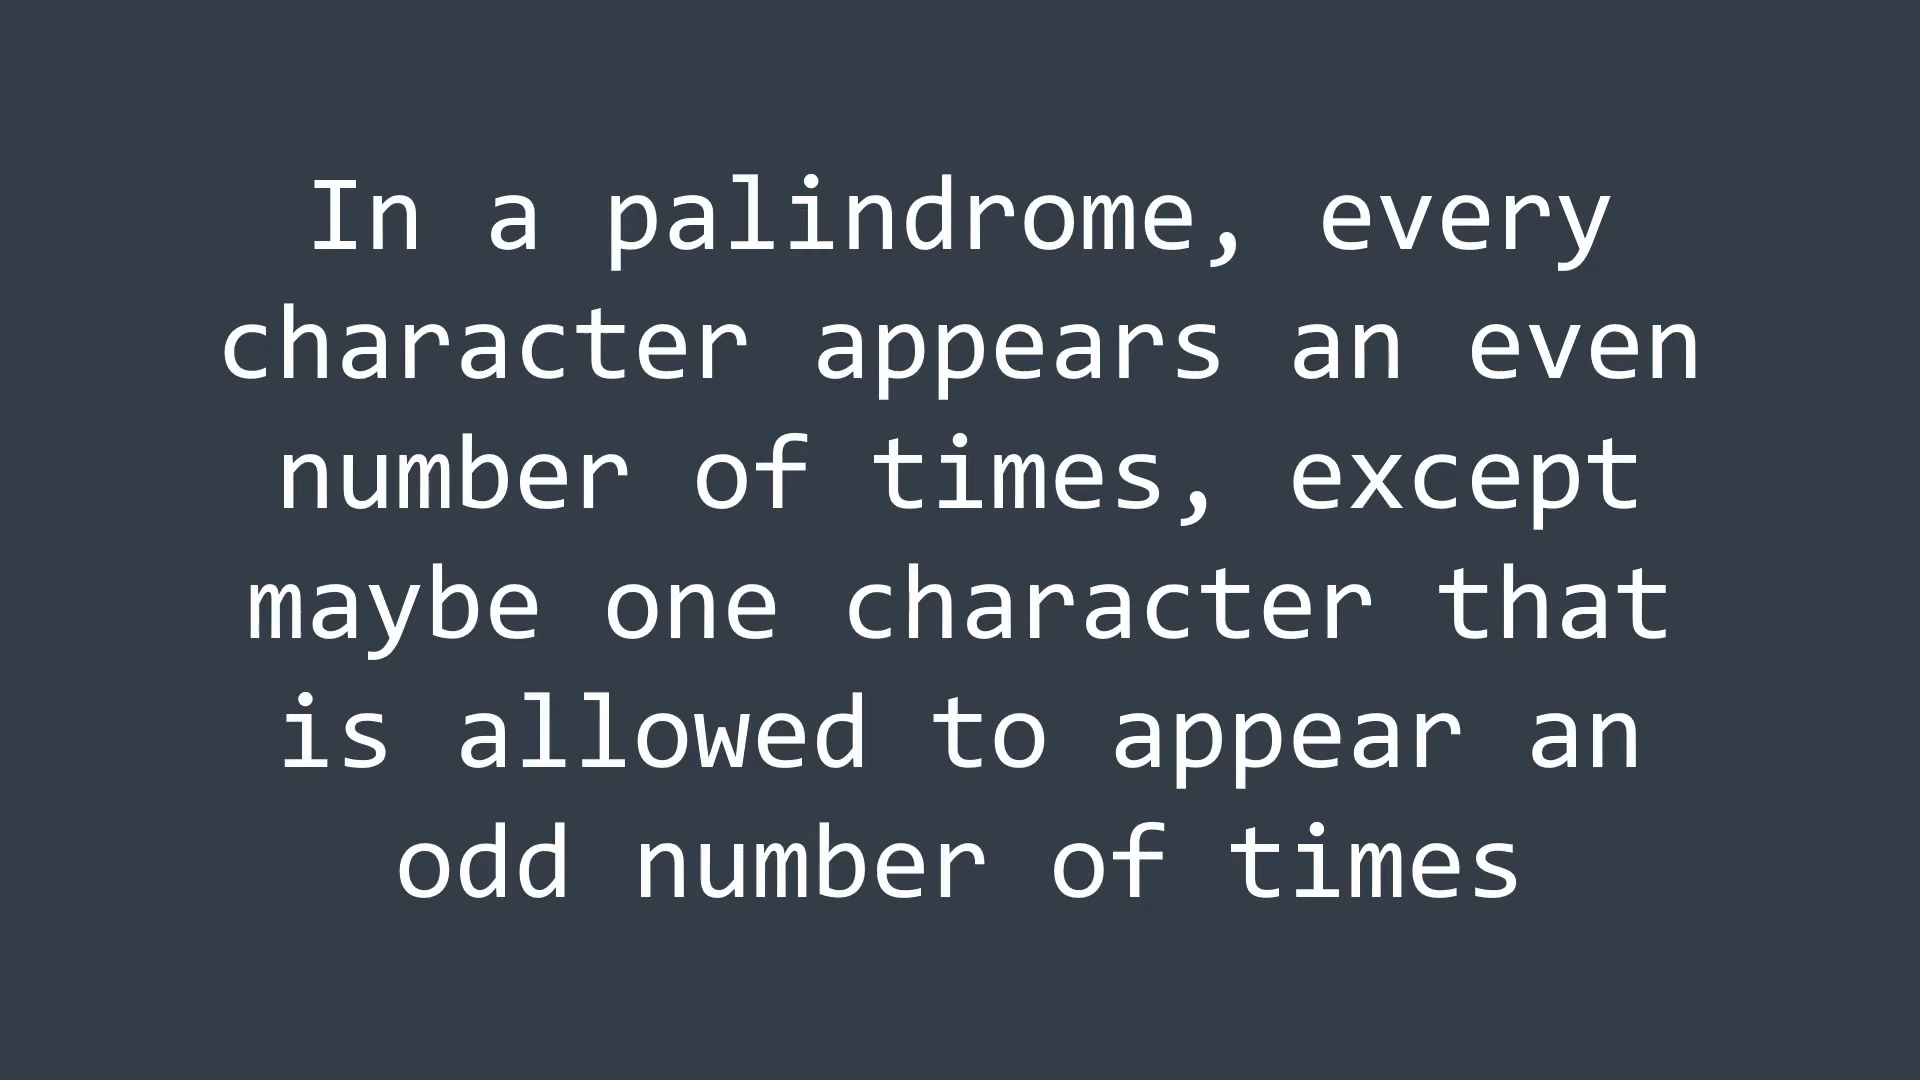 In a palindrome, every
character appears an even
number of times, except
maybe one character that
is allowed to appear an
odd number of times